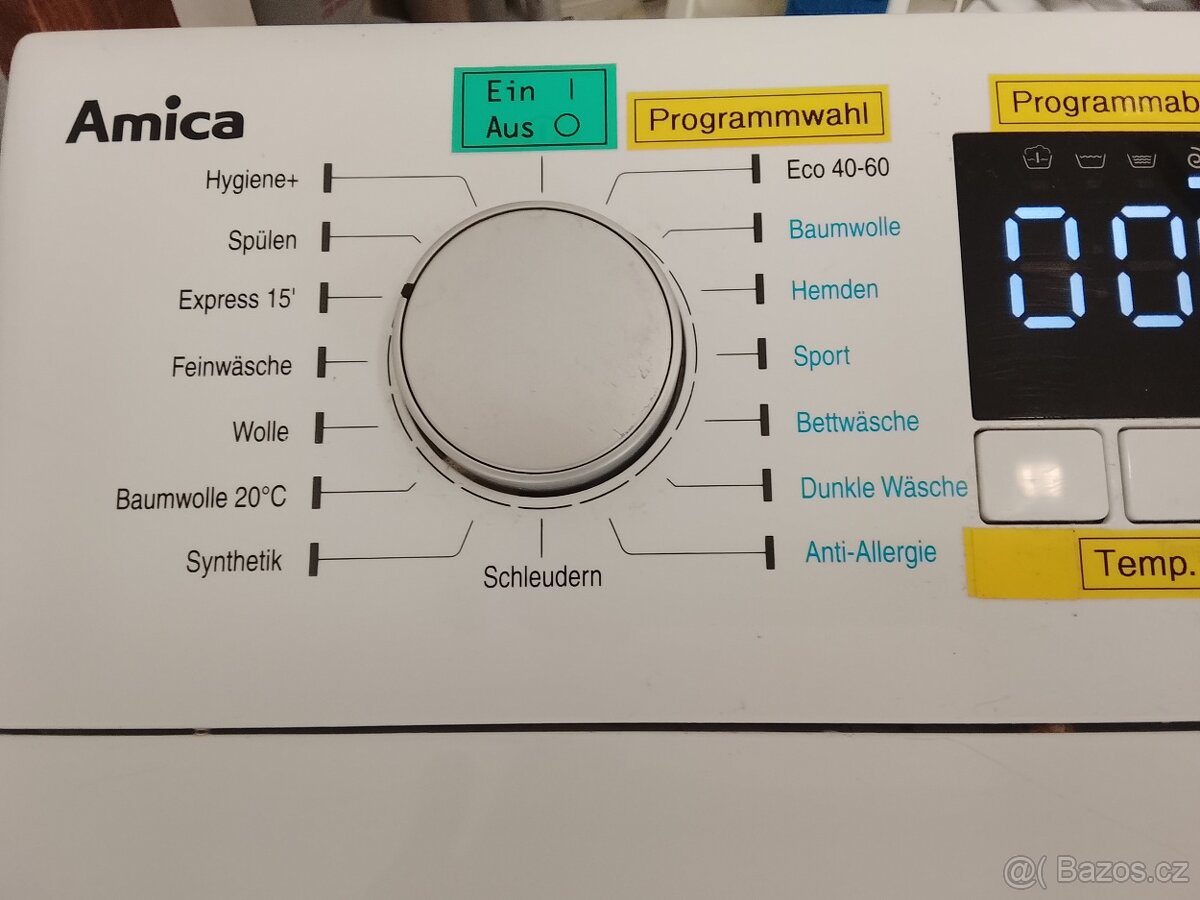 Amica
Ein |
Aus O
Programmwahl
Programmab
Hygiene+
Spülen
Express 15'
Feinwäsche
Wolle
Baumwolle 20°C
Synthetik
Schleudern
Eco 40-60
Baumwolle
Hemden
Sport
Bettwäsche
Dunkle Wäsche
Anti-Allergie
00
Temp.
@( Bazos.cz